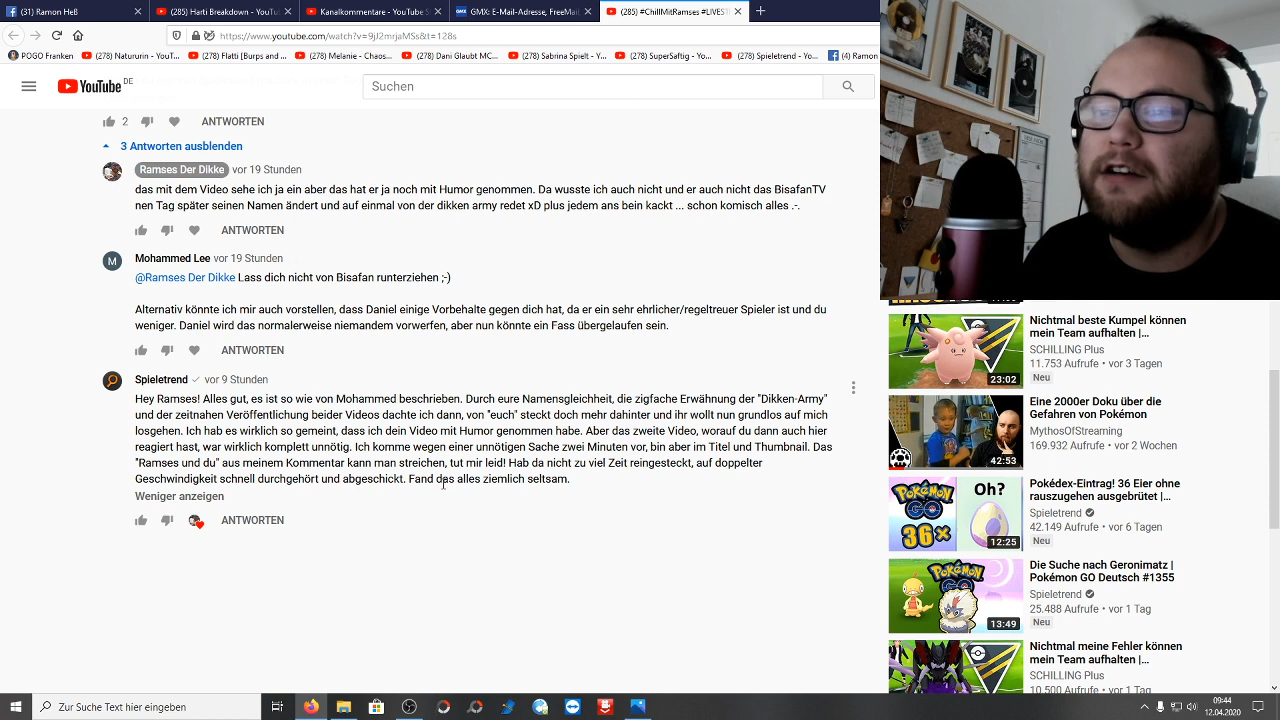 (31) Ramon Heß
(285) Harti Breakdown - YouTu
Kanalkommentare - YouTube S
GMX: E-Mail-Adresse, FreeMail
(285) #ChillMitRamses #LIVEST
https://www.youtube.com/watch?v=9jJ2mrjaMSs&t=128s
POGO Franken
(278) Natururin - YouT...
(278) Flatti [Burps and ...
(278) Melanie - Chaos...
(278) Dani Glaubt MC...
(278) Sabrina Spielt - Y...
(278) SuperSaftig - Yo...
(278) Spieletrend - Yo...
(4) Ramon
YouTube DE
Suchen
2 ANTWORTEN
3 Antworten ausblenden
Ramses Der Dikke vor 19 Stunden
das mit dem Video sehe ich ja ein aber das hat er ja noch mit Humor genommen. Da wusste ich auch nicht und er auch nicht das BisafanTV
nen Tag später seinen Namen ändert und auf einmal von der dikken army redet xD plus jedem ans bein kackt ... schon komisch alles .-.
ANTWORTEN
M
Mohammed Lee vor 19 Stunden
@Ramses Der Dikke Lass dich nicht von Bisafan runterziehen ;-)
Alternativ könnte ich mir auch vorstellen, dass Daniel einige Vorbehalte gegen dich hat, da er ein sehr ehrlicher/regeltreuer Spieler ist und du
weniger. Daniel wird das normalerweise niemandem vorwerfen, aber nun könnte ein Fass übergelaufen sein.
ANTWORTEN
Spieletrend vor 9 Stunden
Hey Ramses! Alles gut, es ist so wie von Mohammed beschrieben. Durch eure Namensgleichheit, die zigfache Erwähnung der "Dikken-Army"
und der zeitnahen Veröffentlichung beider Videos dachte ich dann, von "euch" steckt doch mehr dahinter und ihr wollt nun grundlos auf mich
losgehen. Ich hab es wirklich so gemeint, dass ich dein Video mit Humor genommen habe. Aber das zweite Video, worauf du dann auch hier
reagiert hast, war wirklich komplett unnötig. Ich komme wegen einer unnötigen Sache zwei Minuten vor, bin aber im Titel und Thumbnail. Das
"Ramses und du" aus meinem Kommentar kann man streichen, tut mir leid! Hab da nicht zu viel Zeit reingesteckt, auf doppelter
Geschwindigkeit schnell durchgehört und abgeschickt. Fand das alles ziemlich seltsam.
Weniger anzeigen
ANTWORTEN
23:02
Nichtmal beste Kumpel können
mein Team aufhalten |...
SCHILLING Plus
11.753 Aufrufe • vor 3 Tagen
Neu
42:53
Eine 2000er Doku über die
Gefahren von Pokémon
MythosOfStreaming
169.932 Aufrufe • vor 2 Wochen
Pokémon GO 36x Oh?
12:25
Pokédex-Eintrag! 36 Eier ohne
rauszugehen ausgebrütet |...
Spieletrend
42.149 Aufrufe • vor 6 Tagen
Neu
Pokémon GO
13:49
Die Suche nach Geronimatz |
Pokémon GO Deutsch #1355
Spieletrend
25.488 Aufrufe • vor 1 Tag
Neu
Nichtmal meine Fehler können
mein Team aufhalten |...
SCHILLING Plus
10.500 Aufrufe • vor 1 Tag
Zur Suche Text hier eingeben
09:44
12.04.2020